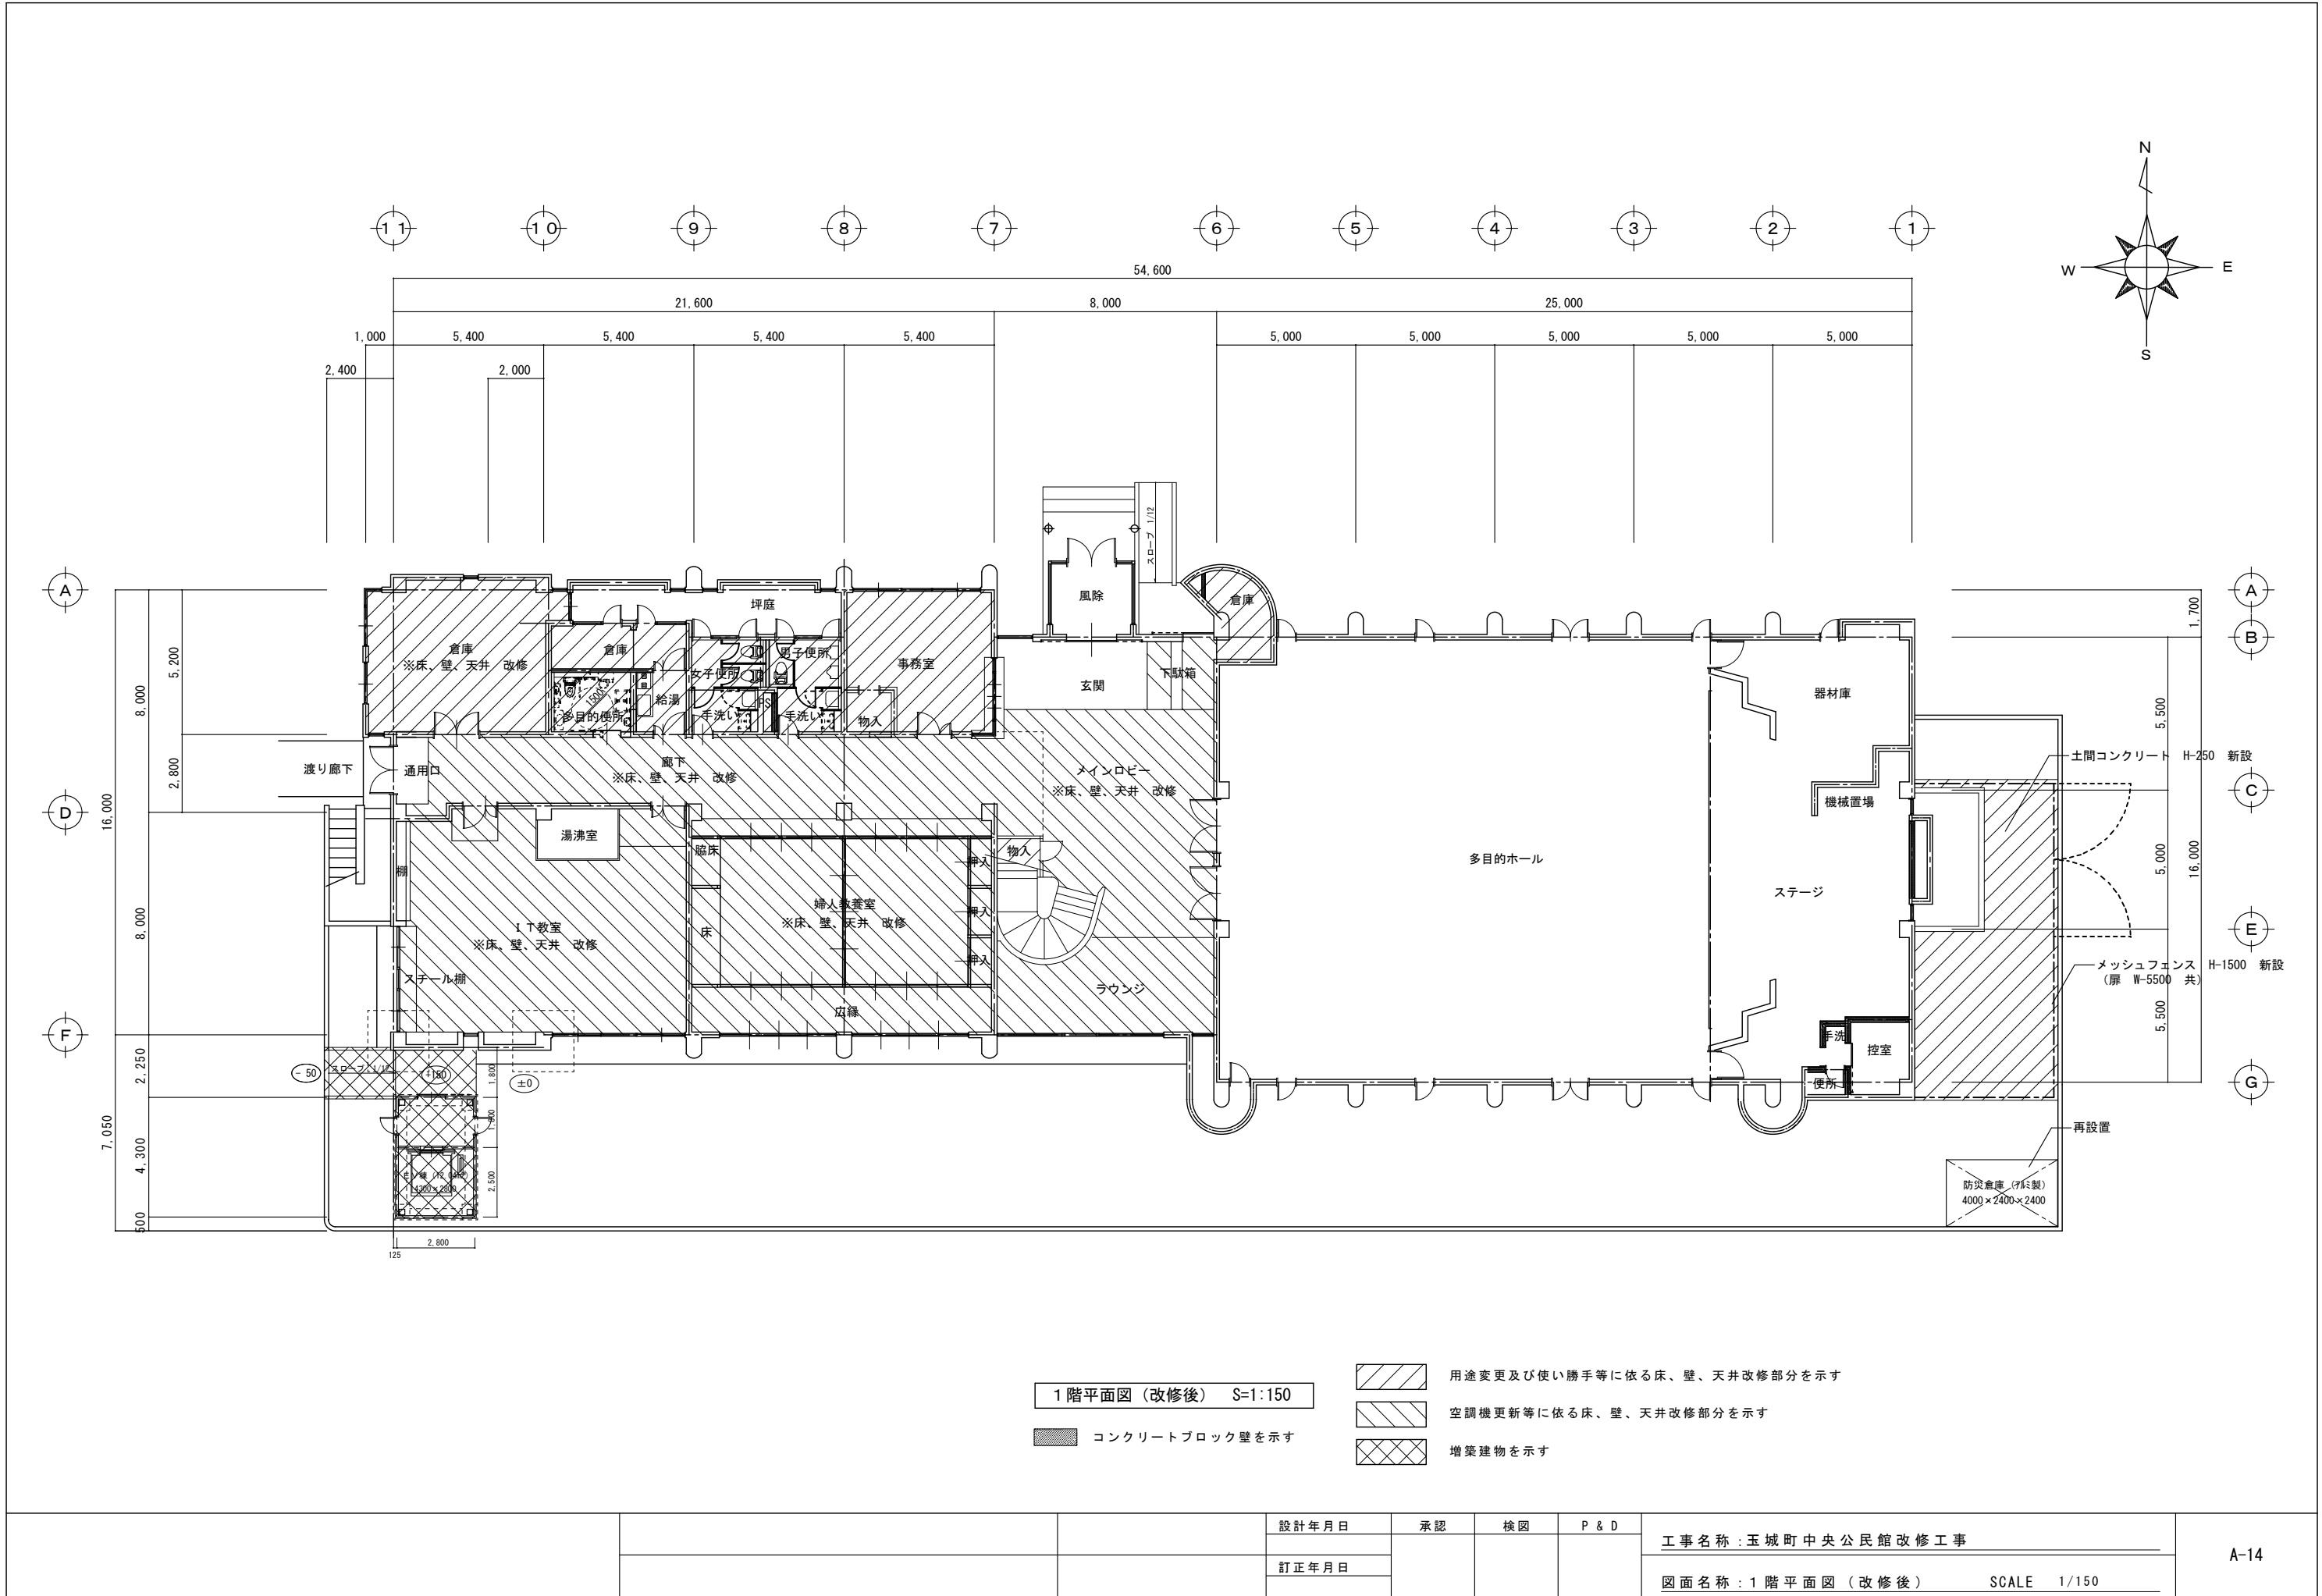 N
W E
S
11 10 9 8 7 6 5 4 3 2 1
54,600
21,600 8,000 25,000
1,000 5,400 5,400 5,400 5,400 5,000 5,000 5,000 5,000 5,000
2,400 2,000
A
D
F
5,200
2,800
8,000
8,000
16,000
2,250
4,300
500
7,050
A
B
C
E
G
1,700
5,500
5,000
5,500
16,000
スロープ 1/12
風除
倉庫
坪庭
倉庫
※床、壁、天井 改修
倉庫
女子便所
男子便所
事務室
1500
多目的便所
給湯
手洗い
PS
手洗い
物入
玄関
下駄箱
器材庫
渡り廊下
通用口
廊下
※床、壁、天井 改修
メインロビー
※床、壁、天井 改修
機械置場
土間コンクリート H-250 新設
湯沸室
棚
脇床
押入
物入
多目的ホール
ステージ
床
婦人教養室
※床、壁、天井 改修
押入
ＩＴ教室
※床、壁、天井 改修
スチール棚
押入
広縁
ラウンジ
メッシュフェンス H-1500 新設
(扉 W-5500 共)
手洗
控室
便所
-50
スロープ 1/12
±0
1,800
1,800
2,500
2,800
125
再設置
防災倉庫(アルミ製)
4000×2400×2400
1階平面図(改修後) S=1:150
コンクリートブロック壁を示す
用途変更及び使い勝手等に依る床、壁、天井改修部分を示す
空調機更新等に依る床、壁、天井改修部分を示す
増築建物を示す
設計年月日 承認 検図 P & D
訂正年月日
工事名称:玉城町中央公民館改修工事
図面名称:1階平面図(改修後) SCALE 1/150
A-14